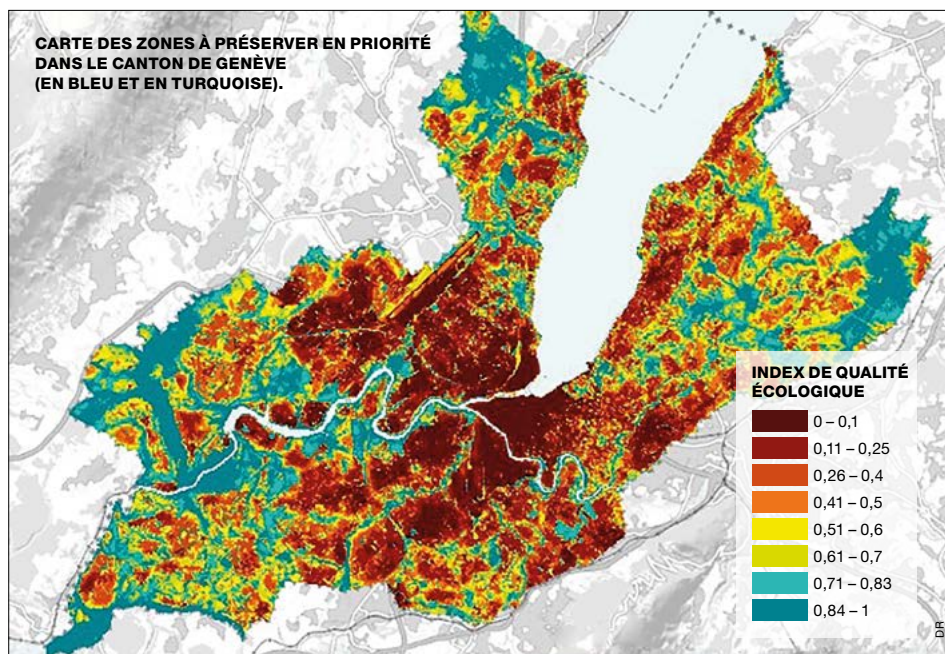 CARTE DES ZONES À PRÉSERVER EN PRIORITÉ
DANS LE CANTON DE GENÈVE
(EN BLEU ET EN TURQUOISE).
INDEX DE QUALITÉ
ÉCOLOGIQUE
0 – 0,1
0,11 – 0,25
0,26 – 0,4
0,41 – 0,5
0,51 – 0,6
0,61 – 0,7
0,71 – 0,83
0,84 – 1
DR